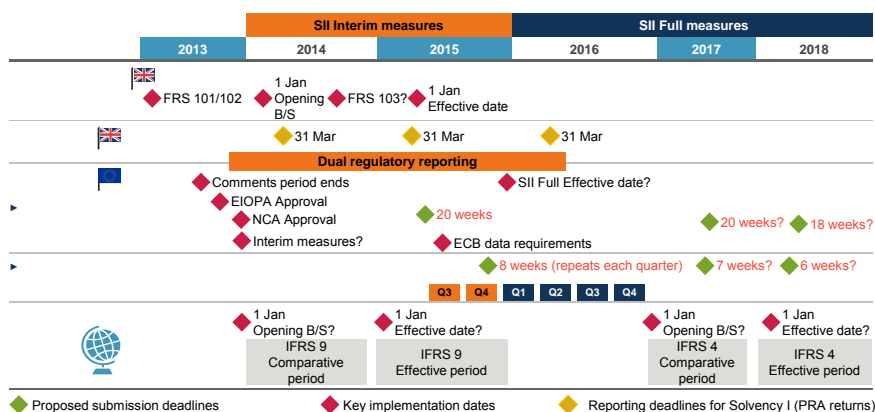 SII Interim measures
SII Full measures
2013
2014
2015
2016
2017
2018
FRS 101/102
1 Jan
Opening
B/S
FRS 103?
1 Jan
Effective date
31 Mar
31 Mar
31 Mar
Dual regulatory reporting
Comments period ends
SII Full Effective date?
EIOPA Approval
NCA Approval
20 weeks
20 weeks?
18 weeks?
Interim measures?
ECB data requirements
8 weeks (repeats each quarter)
7 weeks?
6 weeks?
Q3
Q4
Q1
Q2
Q3
Q4
1 Jan
Opening B/S?
1 Jan
Effective date?
1 Jan
Opening B/S?
1 Jan
Effective date?
IFRS 9
Comparative
period
IFRS 9
Effective period
IFRS 4
Comparative
period
IFRS 4
Effective period
Proposed submission deadlines
Key implementation dates
Reporting deadlines for Solvency I (PRA returns)